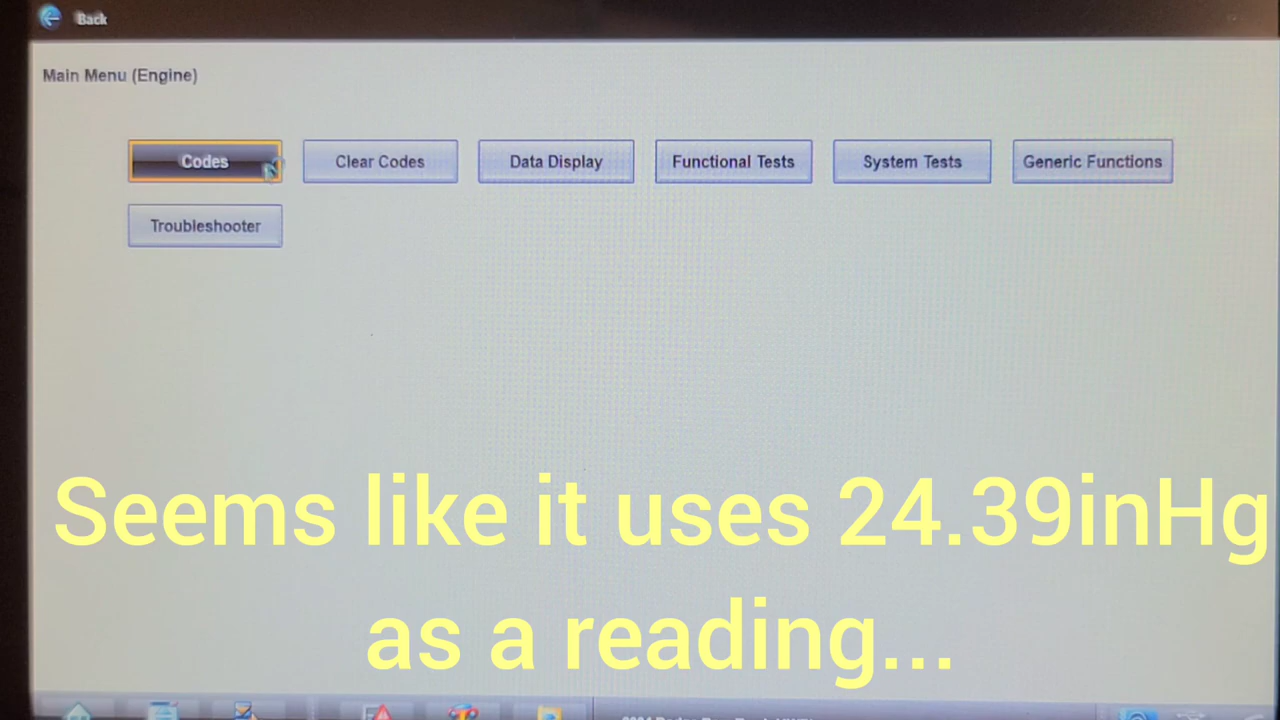 Back
Main Menu (Engine)
Codes
Clear Codes
Data Display
Functional Tests
System Tests
Generic Functions
Troubleshooter
Seems like it uses 24.39inHg
as a reading...